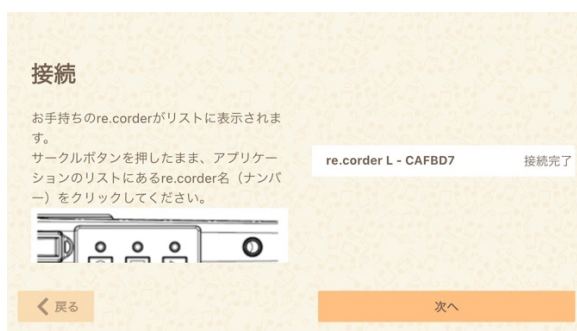 接続
お手持ちのre.corderがリストに表示されま
す。
サークルボタンを押したまま、アプリケー
ションのリストにあるre.corder名（ナンバ
ー）をクリックしてください。
re.corder L - CAFBD7 接続完了
戻る
次へ